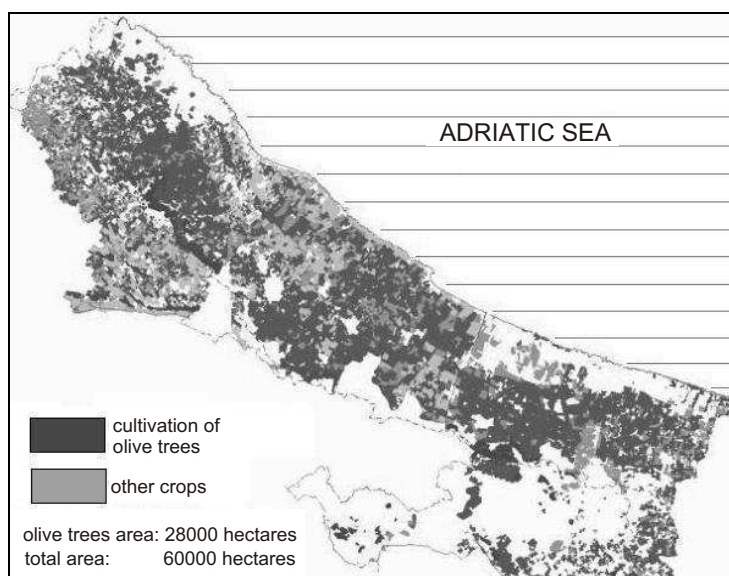 ADRIATIC SEA
cultivation of
olive trees
other crops
olive trees area: 28000 hectares
total area: 60000 hectares